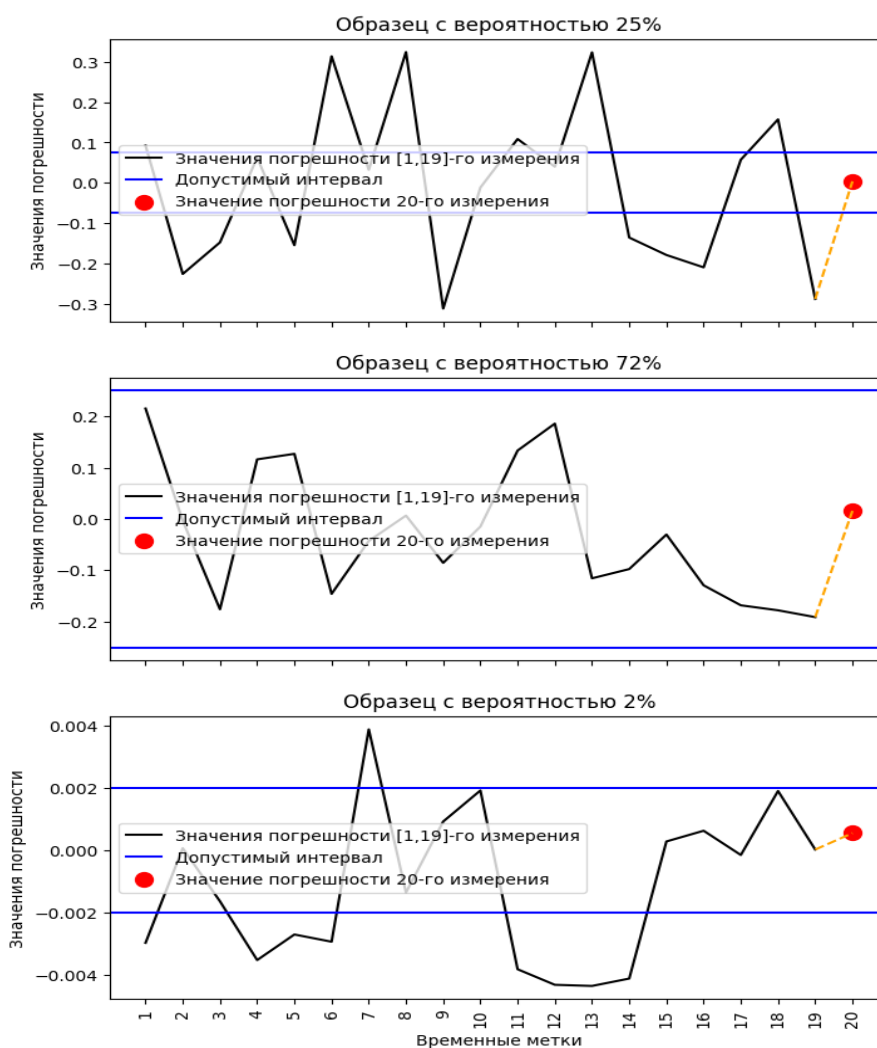 Образец с вероятностью 25%
Значения погрешности
0.3
0.2
0.1
0.0
−0.1
−0.2
−0.3
Значения погрешности [1,19]-го измерения
Допустимый интервал
Значение погрешности 20-го измерения
Образец с вероятностью 72%
Значения погрешности
0.2
0.1
0.0
−0.1
−0.2
Значения погрешности [1,19]-го измерения
Допустимый интервал
Значение погрешности 20-го измерения
Образец с вероятностью 2%
Значения погрешности
0.004
0.002
0.000
−0.002
−0.004
Значения погрешности [1,19]-го измерения
Допустимый интервал
Значение погрешности 20-го измерения
1 2 3 4 5 6 7 8 9 10 11 12 13 14 15 16 17 18 19 20
Временные метки